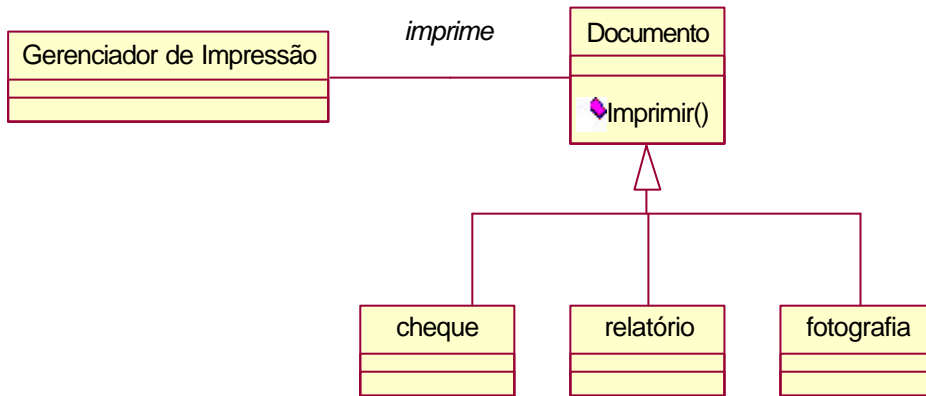 imprime
Documento
Gerenciador de Impressão
Imprimir()
cheque
relatório
fotografia